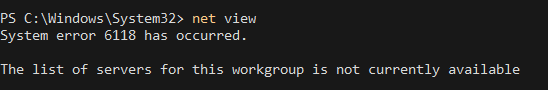 PS C:\Windows\System32> net view
System error 6118 has occurred.
The list of servers for this workgroup is not currently available